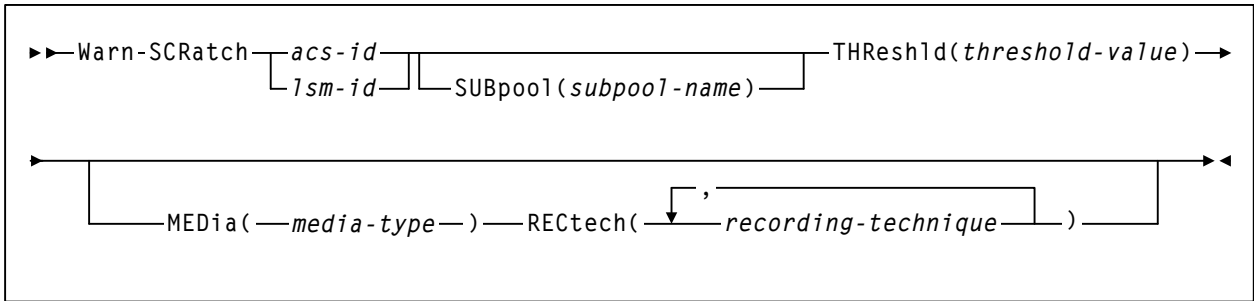 Warn-SCRatch acs-id THReshld(threshold-value)
lsm-id SUBpool(subpool-name)
,
MEDia( media-type ) RECtech( recording-technique )